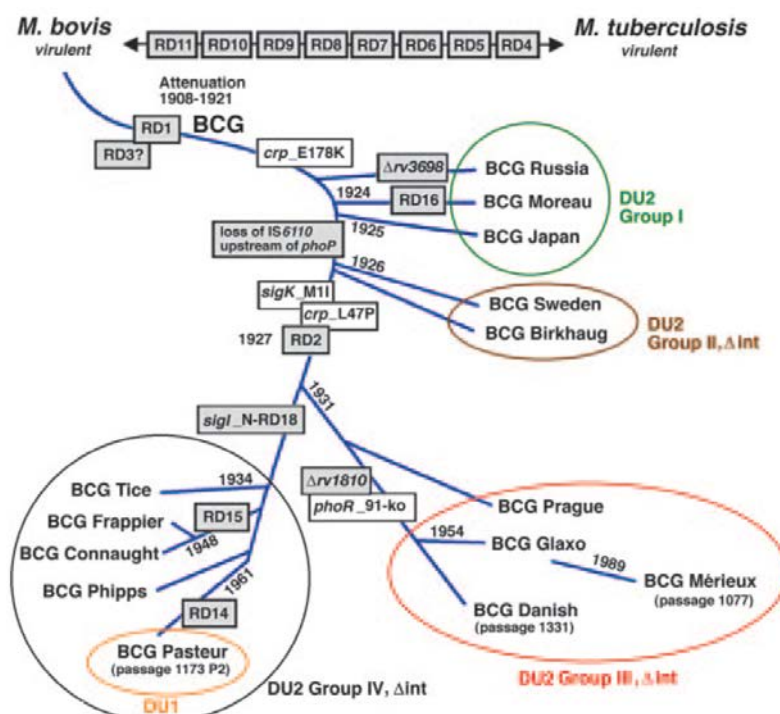 M. bovis
virulent
RD11 RD10 RD9 RD8 RD7 RD6 RD5 RD4
M. tuberculosis
virulent
Attenuation
1908-1921
RD1
BCG
RD3?
crp_E178K
Δrv3698
BCG Russia
1924
RD16
BCG Moreau
DU2
Group I
1925
BCG Japan
loss of IS6110
upstream of phoP
1926
sigK_M1I
BCG Sweden
crp_L47P
1927
RD2
BCG Birkhaug
DU2
Group II, Δint
1931
sigI_N-RD18
Δrv1810
phoR_91-ko
1934
BCG Tice
BCG Prague
RD15
BCG Frappier
1948
BCG Connaught
1954
BCG Glaxo
1989
BCG Mérieux
(passage 1077)
BCG Phipps
1961
RD14
BCG Danish
(passage 1331)
BCG Pasteur
(passage 1173 P2)
DU1
DU2 Group IV, Δint
DU2 Group III, Δint